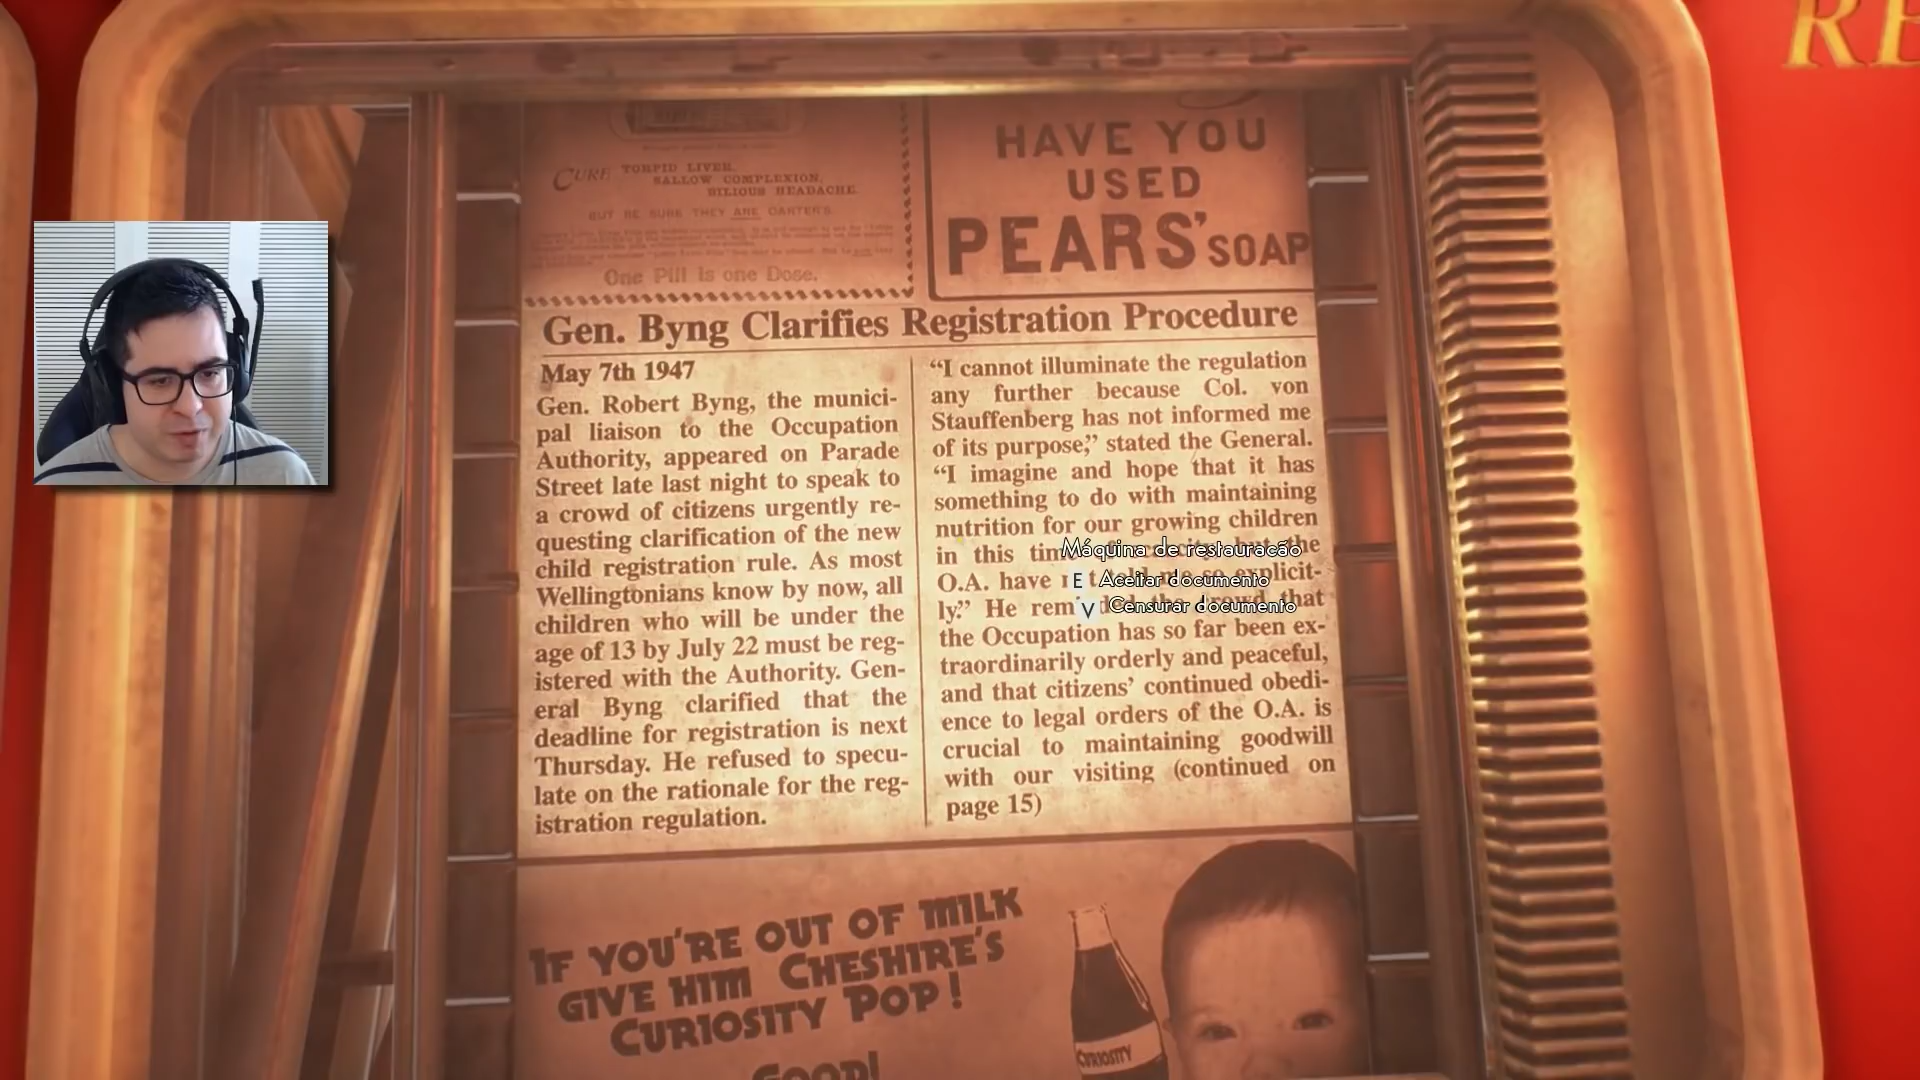 RE
CURE TORPID LIVER,
SALLOW COMPLEXION,
BILIOUS HEADACHE.
BUT BE SURE THEY ARE CARTER'S.
One Pill is one Dose.
HAVE YOU
USED
PEARS' SOAP
Gen. Byng Clarifies Registration Procedure
May 7th 1947
Gen. Robert Byng, the munici-
pal liaison to the Occupation
Authority, appeared on Parade
Street late last night to speak to
a crowd of citizens urgently re-
questing clarification of the new
child registration rule. As most
Wellingtonians know by now, all
children who will be under the
age of 13 by July 22 must be reg-
istered with the Authority. Gen-
eral Byng clarified that the
deadline for registration is next
Thursday. He refused to specu-
late on the rationale for the reg-
istration regulation.
“I cannot illuminate the regulation
any further because Col. von
Stauffenberg has not informed me
of its purpose,” stated the General.
“I imagine and hope that it has
something to do with maintaining
nutrition for our growing children
in this the
O.A. have explicit-
ly.” He the crowd that
the Occupation has so far been ex-
traordinarily orderly and peaceful,
and that citizens’ continued obedi-
ence to legal orders of the O.A. is
crucial to maintaining goodwill
with our visiting (continued on
page 15)
Máquina de restauração
E Aceitar documento
V Censurar documento
IF YOU'RE OUT OF MILK
GIVE HIM CHESHIRE'S
CURIOSITY POP!
GOOD!
CURIOSITY